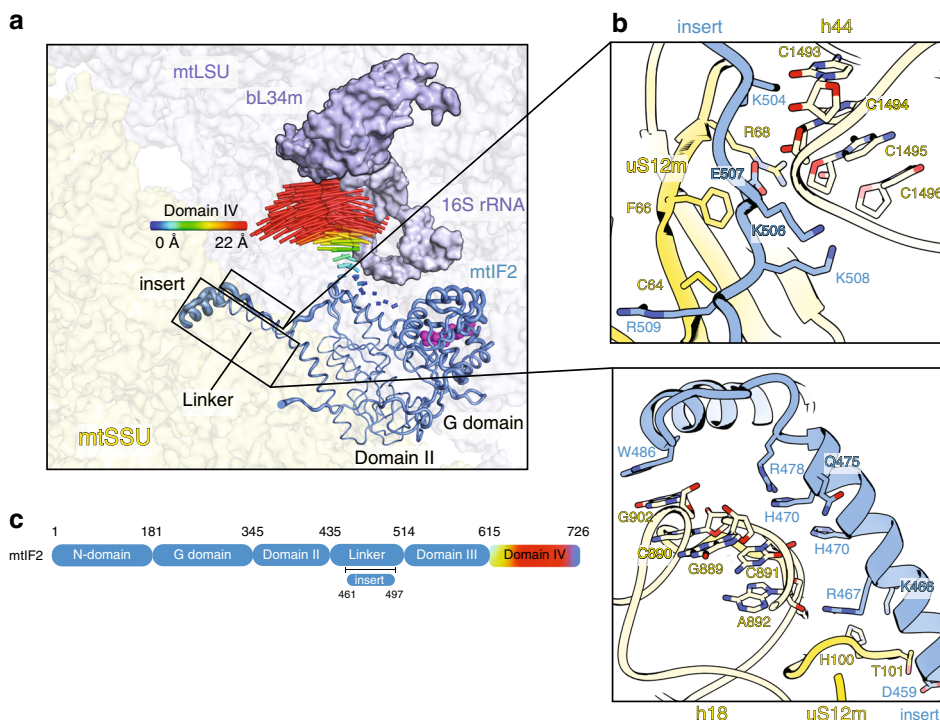 a
mtLSU
bL34m
16S rRNA
Domain IV
0 Å 22 Å
mtIF2
insert
Linker
G domain
mtSSU
Domain II
b
insert h44
C1493
K504
C1494
R68
uS12m
C1495
E507
C1496
F66
K506
C64
K508
R509
W486
R478
Q475
G902
H470
C890
H470
G889
C891
R467
K466
A892
H100
T101
D459
h18 uS12m insert
c
1 181 345 435 514 615 726
mtIF2 N-domain G domain Domain II Linker Domain III Domain IV
insert
461 497